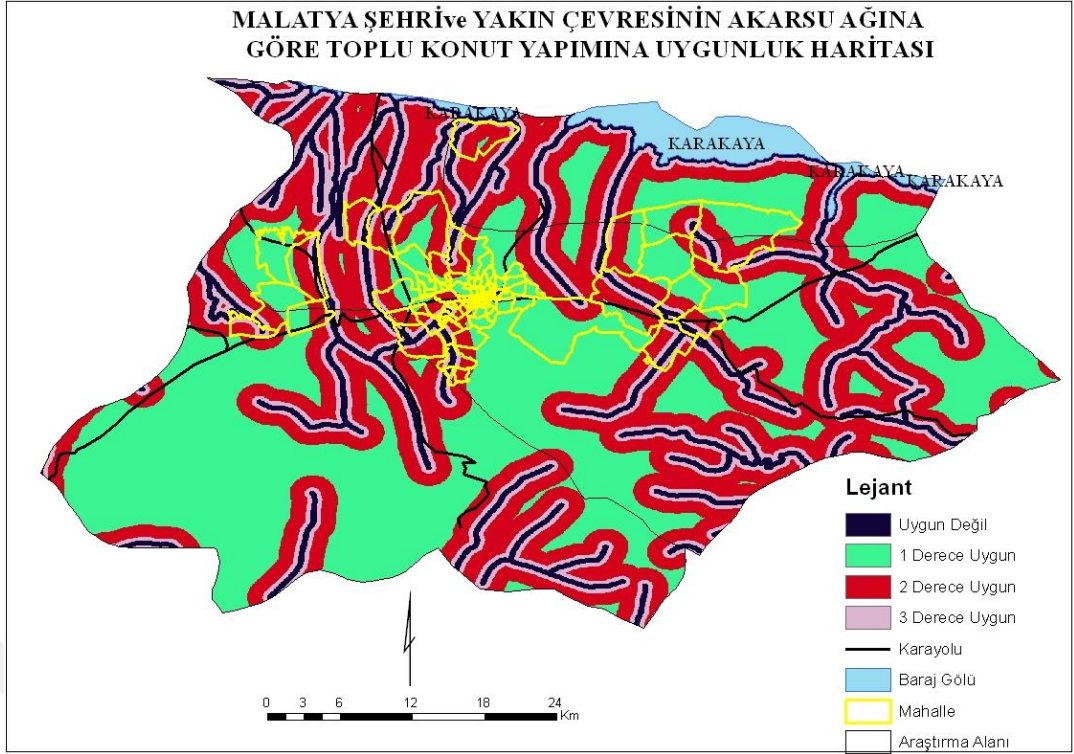 MALATYA ŞEHRİve YAKIN ÇEVRESİNİN AKARSU AĞINA
GÖRE TOPLU KONUT YAPIMINA UYGUNLUK HARİTASI
KARAKAYA
KARAKAYA
KARAKAYA
KARAKAYA
Lejant
Uygun Değil
1 Derece Uygun
2 Derece Uygun
3 Derece Uygun
Karayolu
Baraj Gölü
Mahalle
Araştırma Alanı
0 3 6 12 18 24
Km